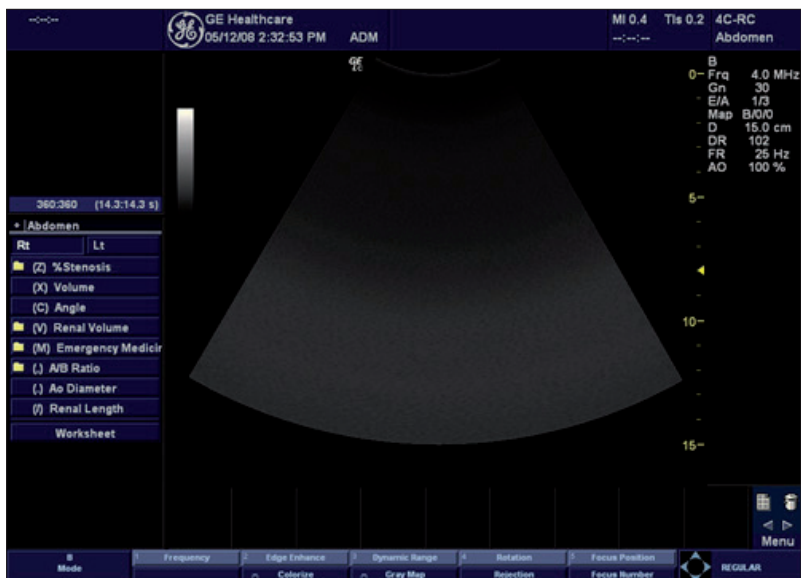 --:--:--
GE Healthcare
05/12/08 2:32:53 PM ADM
MI 0.4 TIs 0.2
--:--:--
4C-RC
Abdomen
GE
B
Frq 4.0 MHz
Gn 30
E/A 1/3
Map B/0/0
D 15.0 cm
DR 102
FR 25 Hz
AO 100 %
0-
5-
10-
15-
360:360 (14.3:14.3 s)
Abdomen
Rt Lt
(Z) %Stenosis
(X) Volume
(C) Angle
(V) Renal Volume
(M) Emergency Medicin
(.) A/B Ratio
(.) Ao Diameter
(/) Renal Length
Worksheet
Menu
B
Mode
1 Frequency
2 Edge Enhance
3 Dynamic Range
4 Rotation
5 Focus Position
Colorize
Gray Map
Rejection
Focus Number
REGULAR